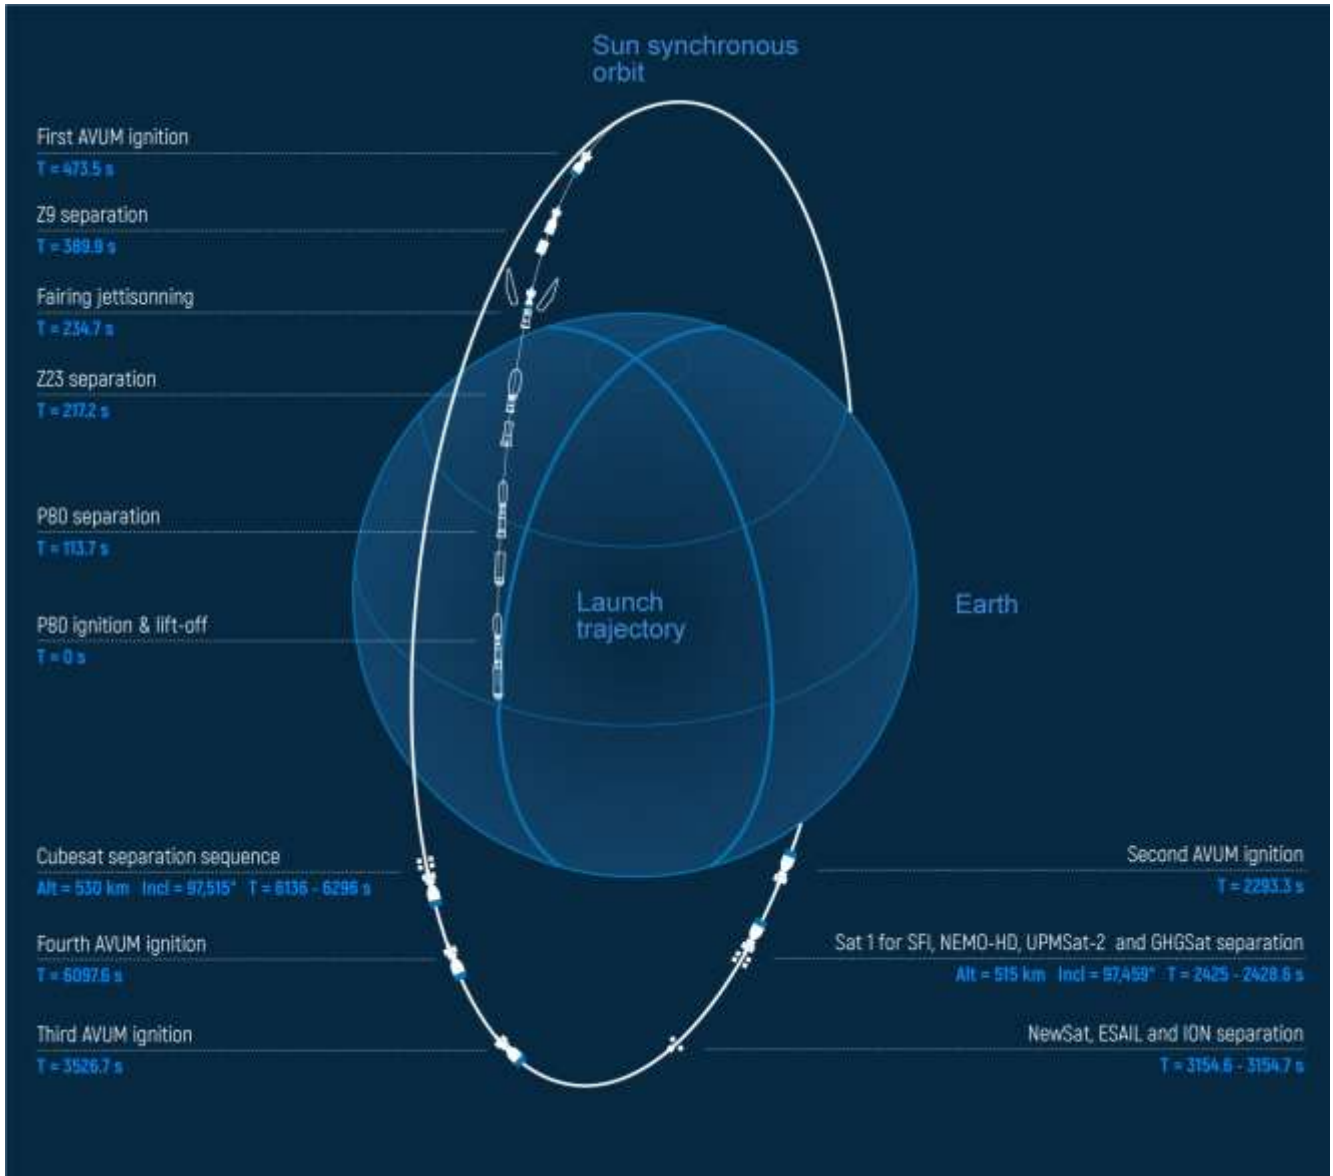 Sun synchronous
orbit
First AVUM ignition
T = 473.5 s
Z9 separation
T = 389.9 s
Fairing jettisonning
T = 234.7 s
Z23 separation
T = 217.2 s
P80 separation
T = 113.7 s
P80 ignition & lift-off
T = 0 s
Launch
trajectory
Earth
Cubesat separation sequence
Alt = 530 km Incl = 97,515° T = 6136 - 6296 s
Fourth AVUM ignition
T = 6097.6 s
Third AVUM ignition
T = 3526.7 s
Second AVUM ignition
T = 2293.3 s
Sat 1 for SFI, NEMO-HD, UPMSat-2 and GHGSat separation
Alt = 515 km Incl = 97,459° T = 2425 - 2428.6 s
NewSat, ESAIL and ION separation
T = 3154.6 - 3154.7 s